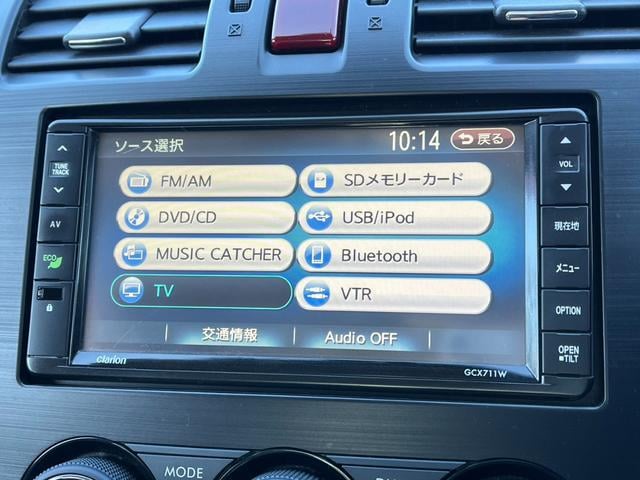 ソース選択
10:14
戻る
FM/AM
SDメモリーカード
DVD/CD
USB/iPod
MUSIC CATCHER
Bluetooth
TV
VTR
交通情報
Audio OFF
TUNE
TRACK
AV
ECO
VOL
現在地
メニュー
OPTION
OPEN
TILT
clarion
GCX711W
MODE